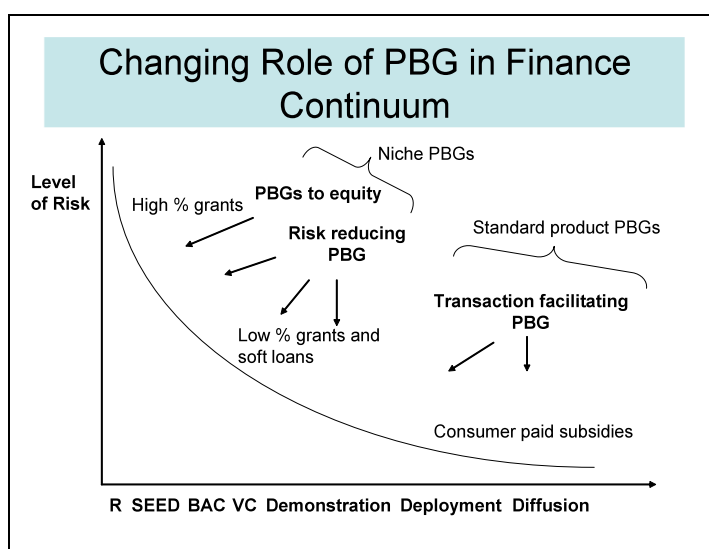 Changing Role of PBG in Finance
Continuum
Level
of Risk
Niche PBGs
High % grants
PBGs to equity
Risk reducing
PBG
Standard product PBGs
Transaction facilitating
PBG
Low % grants and
soft loans
Consumer paid subsidies
R SEED BAC VC Demonstration Deployment Diffusion